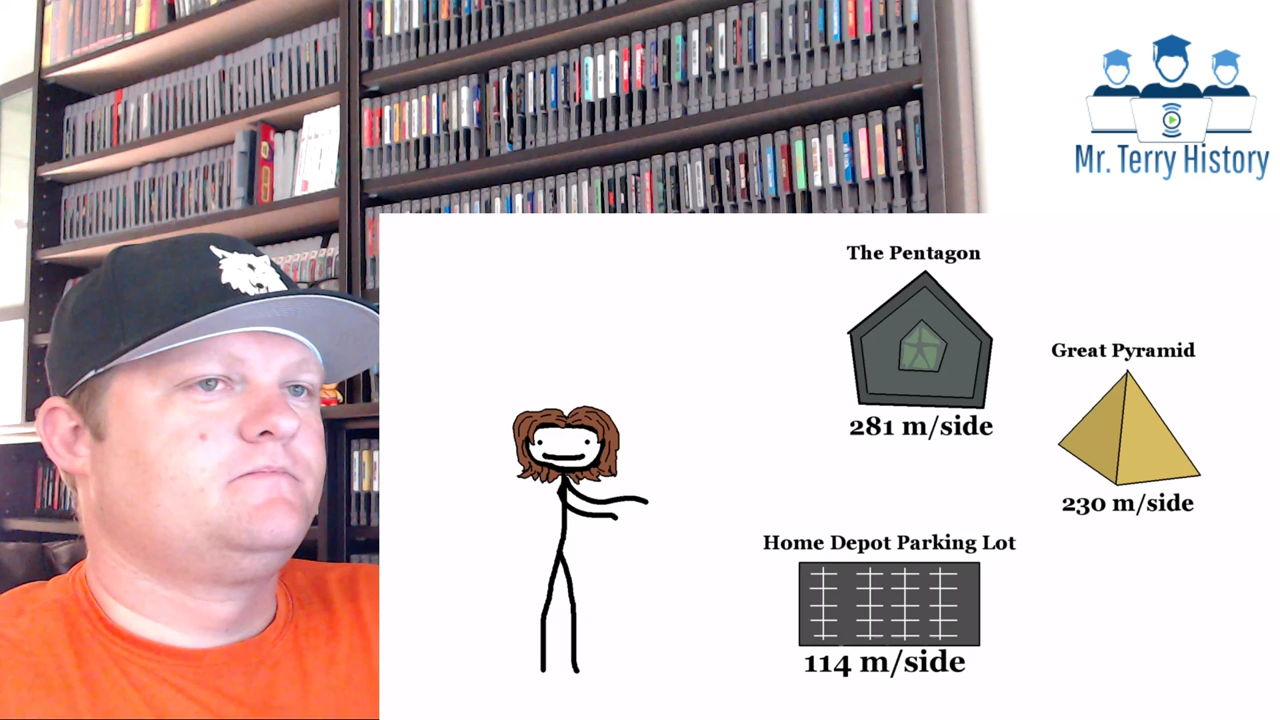 Mr. Terry History
The Pentagon
281 m/side
Great Pyramid
230 m/side
Home Depot Parking Lot
114 m/side